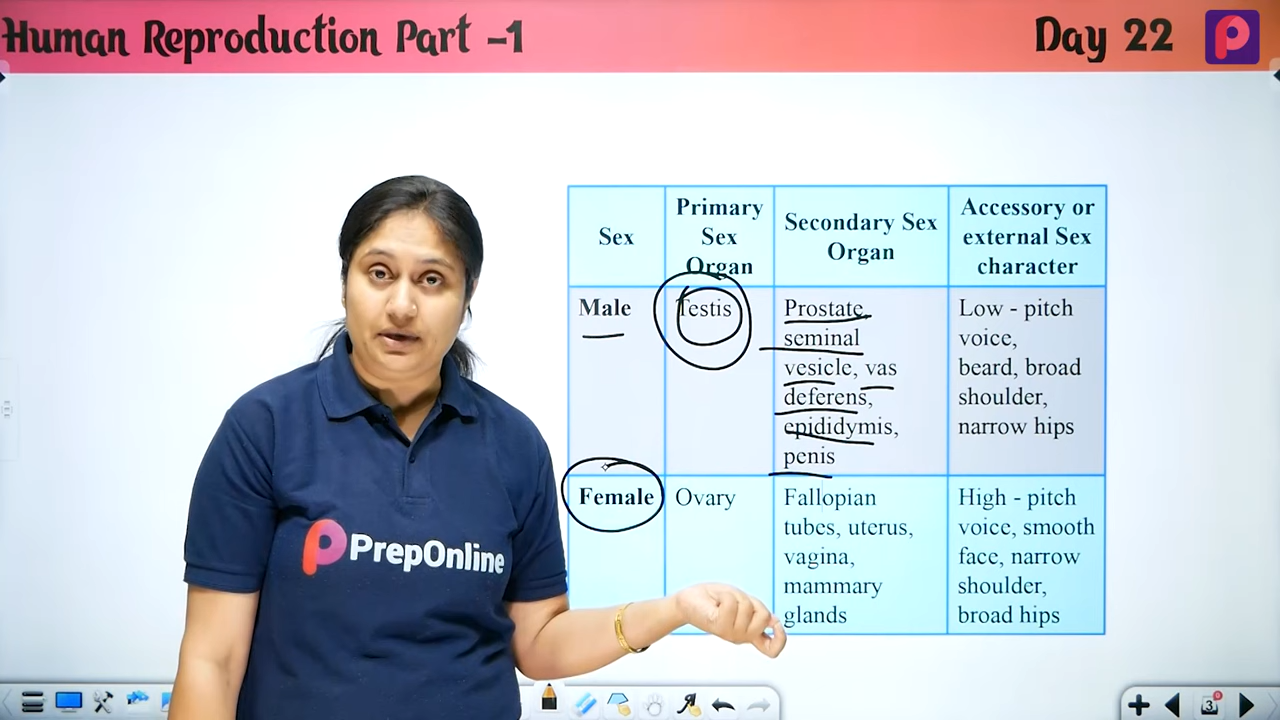 Human Reproduction Part -1
Day 22
Sex
Primary
Sex
Organ
Secondary Sex
Organ
Accessory or
external Sex
character
Male
Testis
Prostate,
seminal
vesicle, vas
deferens,
epididymis,
penis
Low - pitch
voice,
beard, broad
shoulder,
narrow hips
Female
Ovary
Fallopian
tubes, uterus,
vagina,
mammary
glands
High - pitch
voice, smooth
face, narrow
shoulder,
broad hips
PrepOnline
3